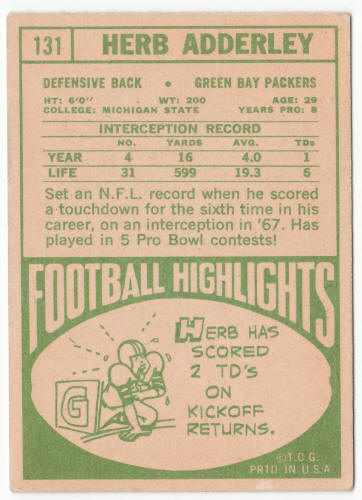 131 HERB ADDERLEY
DEFENSIVE BACK • GREEN BAY PACKERS
HT: 6'0" WT: 200 AGE: 29
COLLEGE: MICHIGAN STATE YEARS PRO: 8
INTERCEPTION RECORD
NO. YARDS AVG. TDs
YEAR 4 16 4.0 1
LIFE 31 599 19.3 6
Set an N.F.L. record when he scored
a touchdown for the sixth time in his
career, on an interception in '67. Has
played in 5 Pro Bowl contests!
FOOTBALL HIGHLIGHTS
HERB HAS
SCORED
2 TD'S
ON
KICKOFF
RETURNS.
G
©T.C.G.
PRTD IN U.S.A.